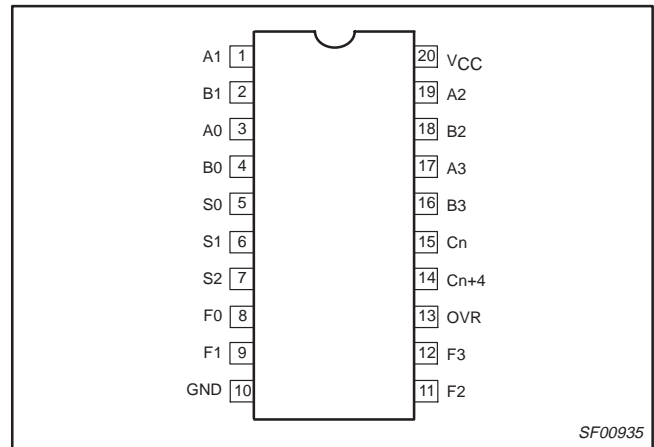 A1 1 20 VCC
B1 2 19 A2
A0 3 18 B2
B0 4 17 A3
S0 5 16 B3
S1 6 15 Cn
S2 7 14 Cn+4
F0 8 13 OVR
F1 9 12 F3
GND 10 11 F2
SF00935